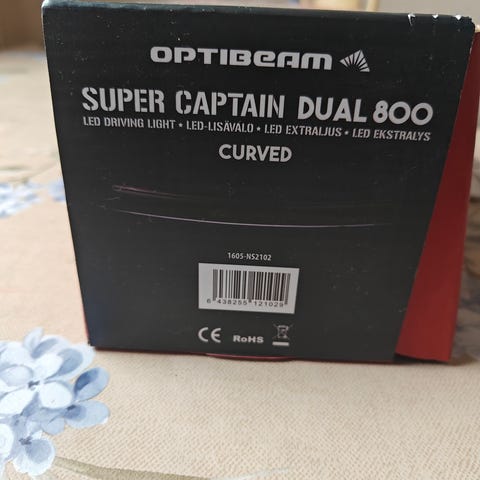 OPTIBEAM
SUPER CAPTAIN DUAL 800
LED DRIVING LIGHT • LED-LISÄVALO • LED EXTRALJUS • LED EKSTRALYS
CURVED
1605-NS2102
6 438255 121029
CE RoHS